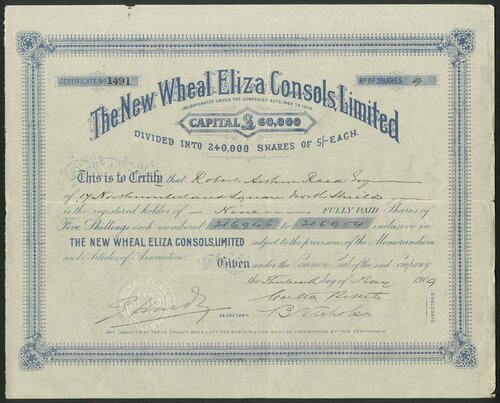 CERTIFICATE No 1491
No OF SHARES 9
The New Wheal Eliza Consols, Limited
INCORPORATED UNDER THE COMPANIES ACTS 1862 TO 1900.
CAPITAL £ 60,000
DIVIDED INTO 240,000 SHARES OF 5/- EACH.
This is to Certify that Robert Arthur Reed Esq
of 17 Northumberland Square North Shields
is the registered holder of Nine FULLY PAID Shares of
Five Shillings each numbered 216946 to 216954 inclusive in
THE NEW WHEAL ELIZA CONSOLS, LIMITED subject to the provisions of the Memorandum
and Articles of Association.
Given under the Common Seal of the said Company
the Thirteenth day of May 1909
B Nicholson
SECRETARY
DIRECTORS
ANY TRANSFER OF THESE SHARES WHEN LEFT FOR REGISTRATION MUST BE ACCOMPANIED BY THIS CERTIFICATE